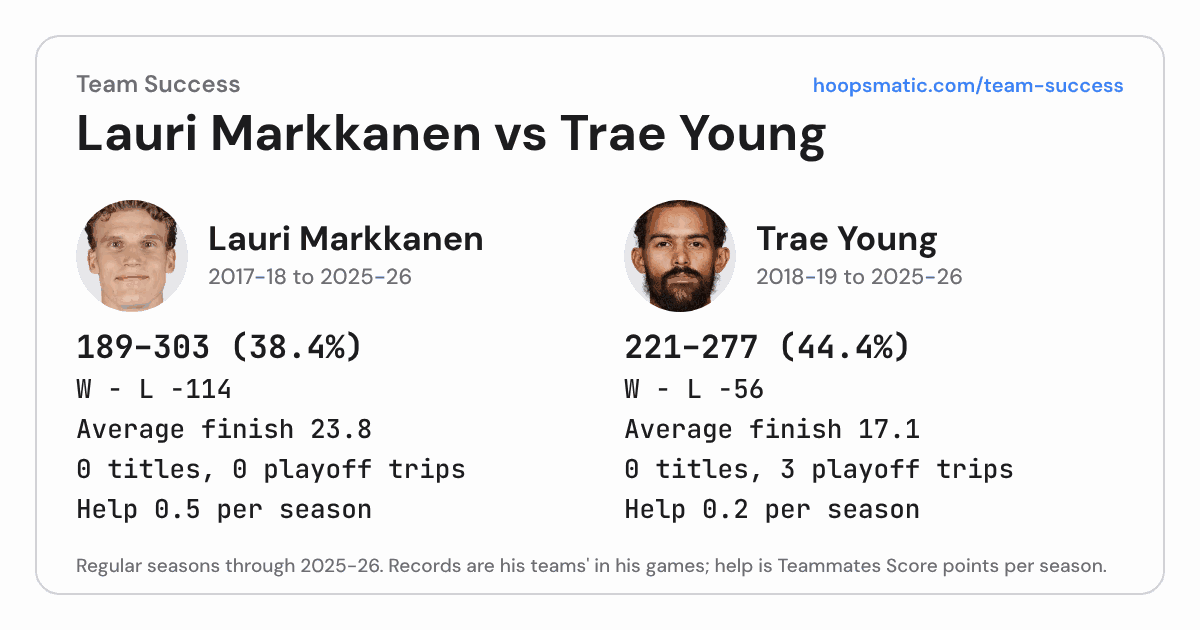 Team Success
hoopsmatic.com/team-success
Lauri Markkanen vs Trae Young
Lauri Markkanen
2017-18 to 2025-26
189-303 (38.4%)
W - L -114
Average finish 23.8
0 titles, 0 playoff trips
Help 0.5 per season
Trae Young
2018-19 to 2025-26
221-277 (44.4%)
W - L -56
Average finish 17.1
0 titles, 3 playoff trips
Help 0.2 per season
Regular seasons through 2025-26. Records are his teams' in his games; help is Teammates Score points per season.